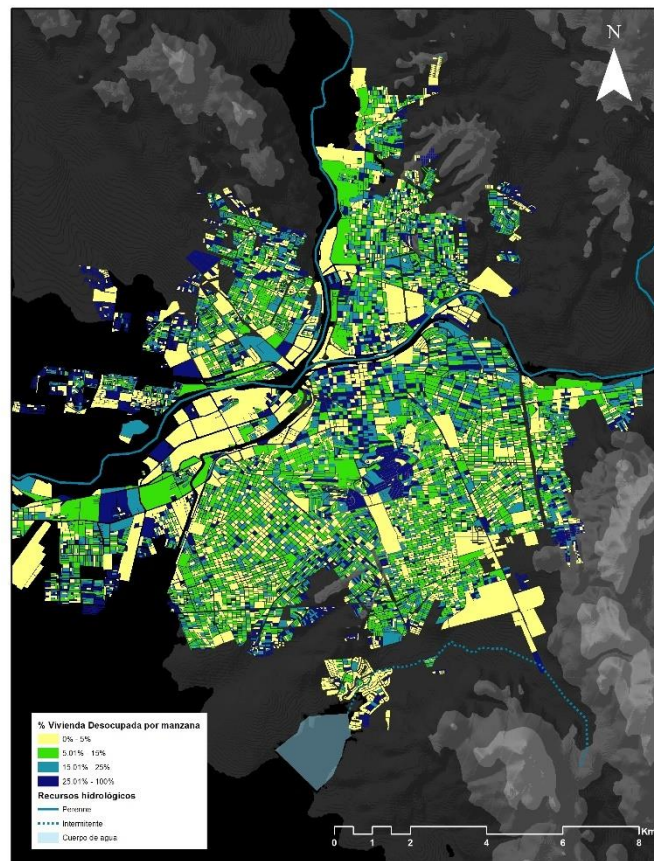 N
% Vivienda Desocupada por manzana
0% - 5%
5.01% - 15%
15.01% - 25%
25.01% - 100%
Recursos hidrológicos
Perenne
Intermitente
Cuerpo de agua
Km
0 1 2 4 6 8